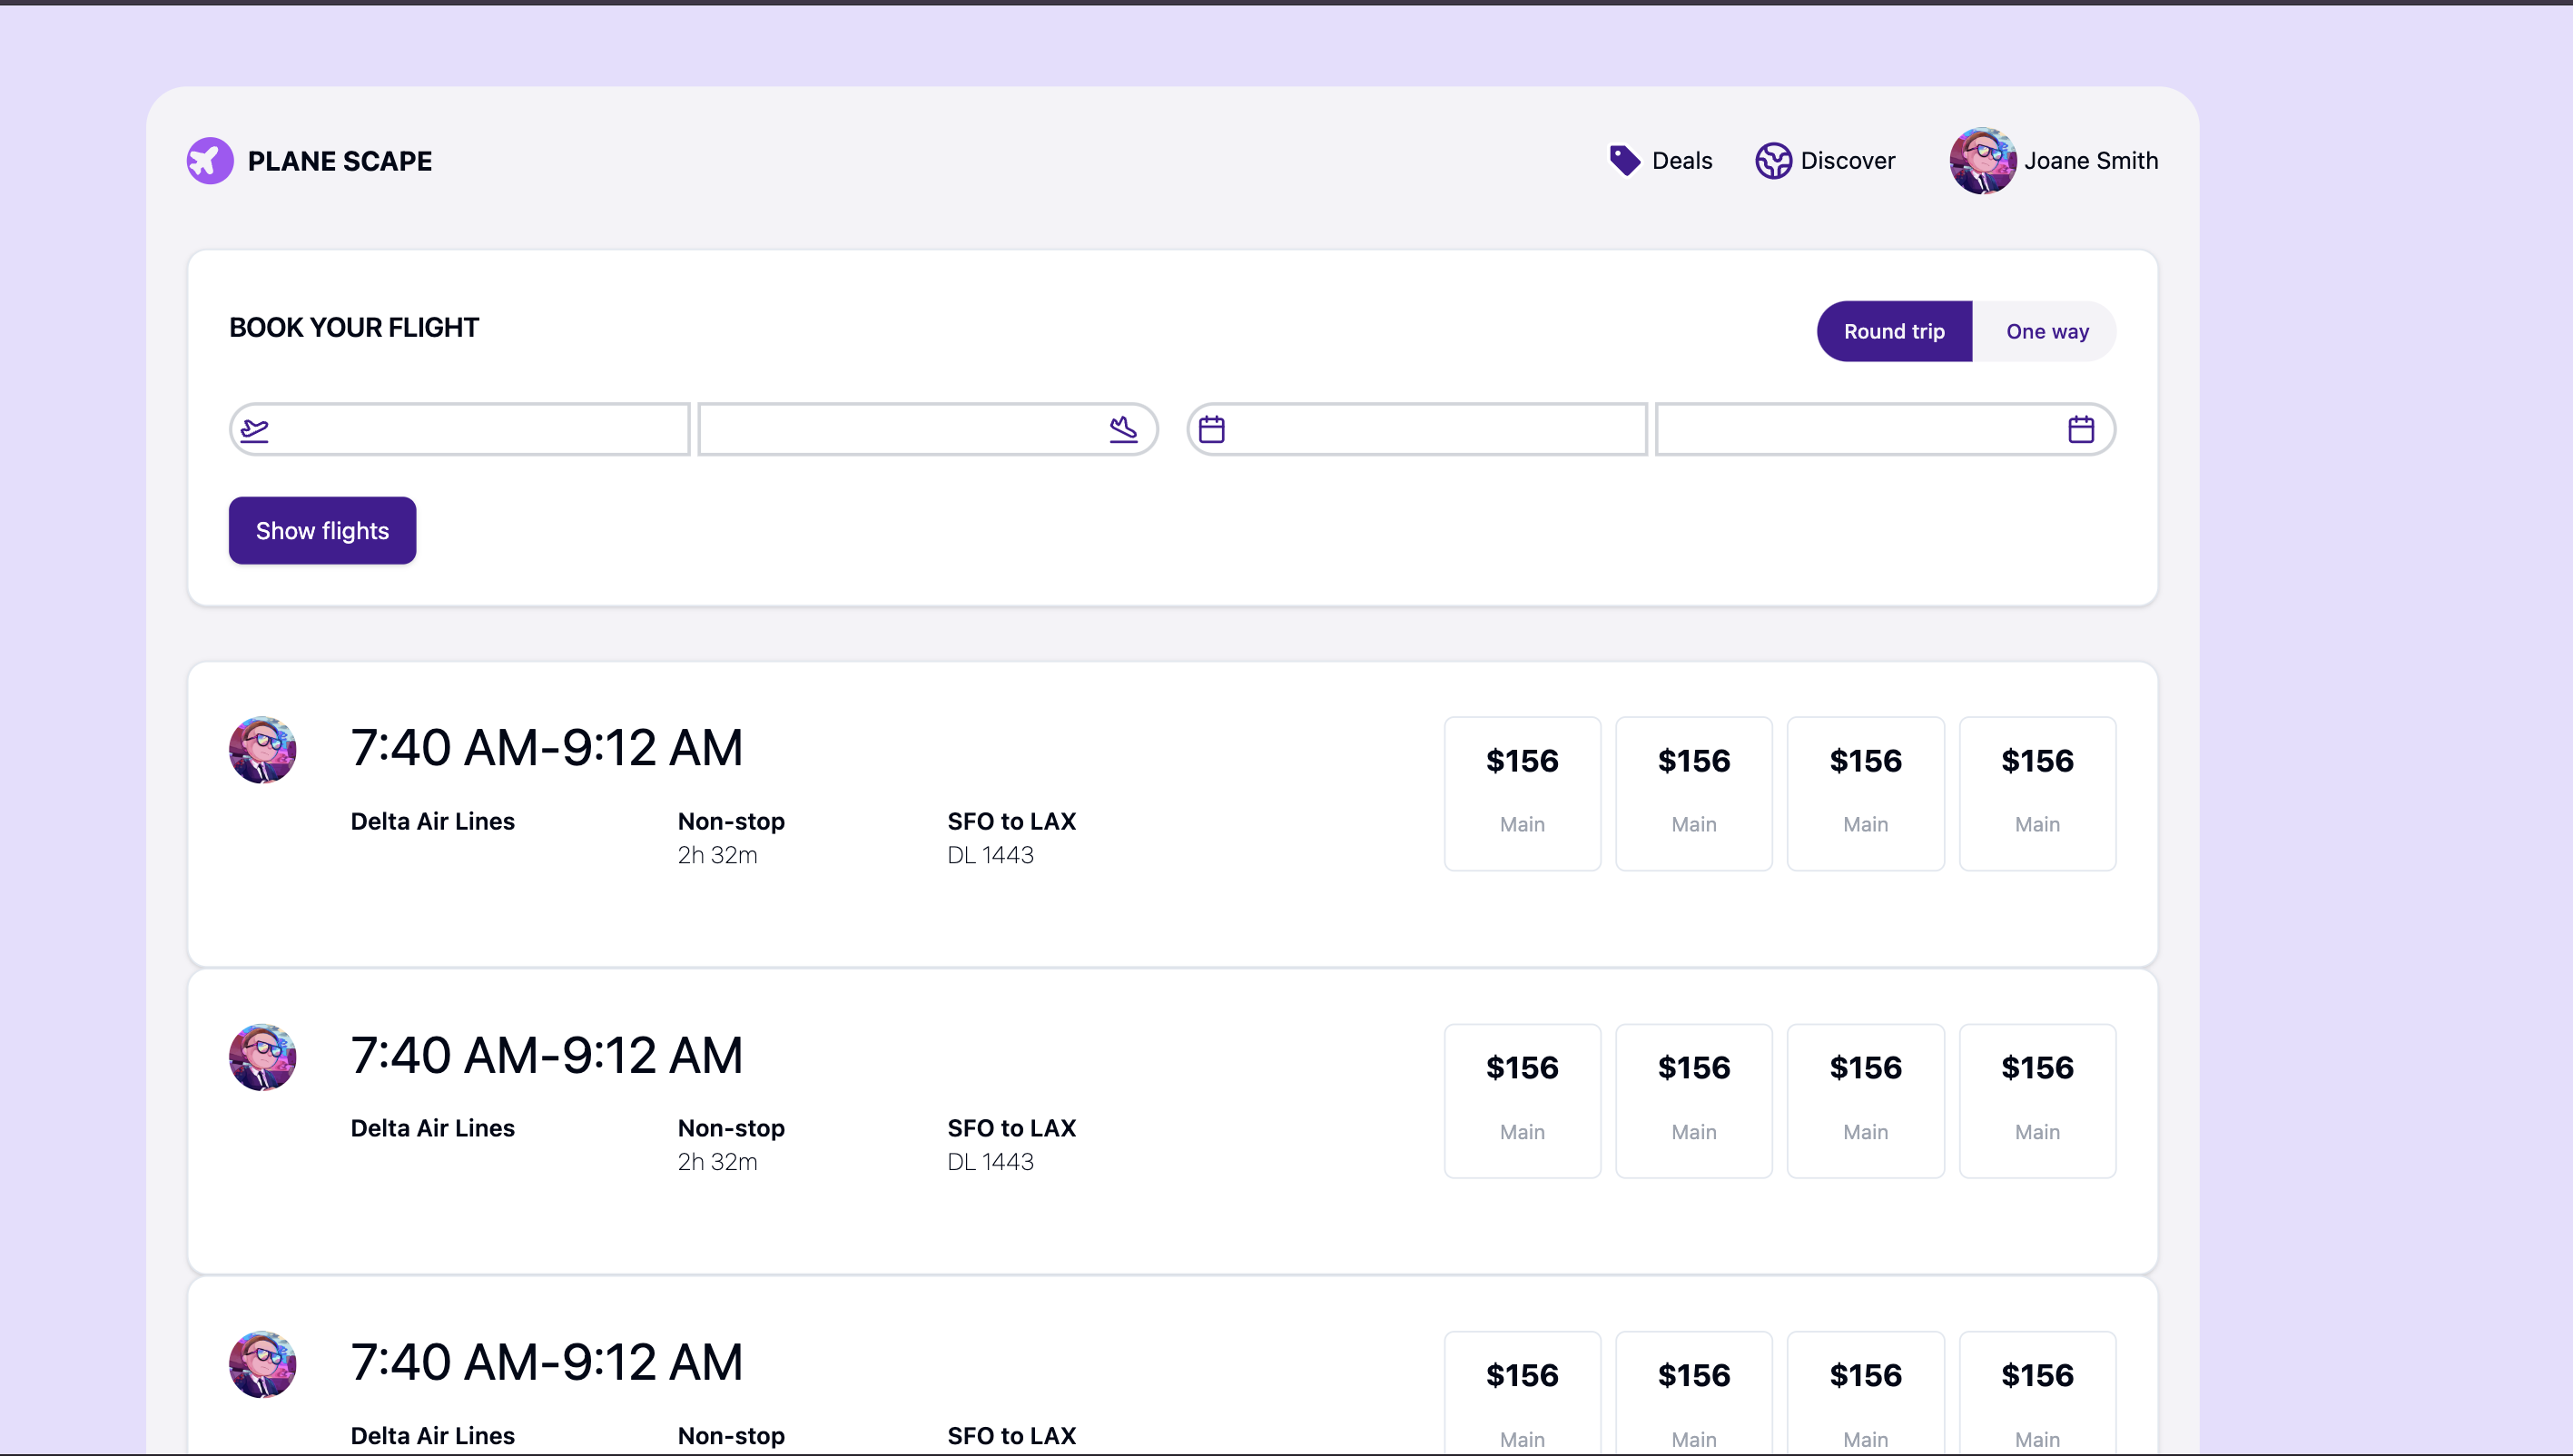 PLANE SCAPE
Deals
Discover
Joane Smith
BOOK YOUR FLIGHT
Round trip
One way
Show flights
7:40 AM-9:12 AM
Delta Air Lines
Non-stop
SFO to LAX
2h 32m
DL 1443
$156
$156
$156
$156
Main
Main
Main
Main
7:40 AM-9:12 AM
Delta Air Lines
Non-stop
SFO to LAX
2h 32m
DL 1443
$156
$156
$156
$156
Main
Main
Main
Main
7:40 AM-9:12 AM
Delta Air Lines
Non-stop
SFO to LAX
$156
$156
$156
$156
Main
Main
Main
Main